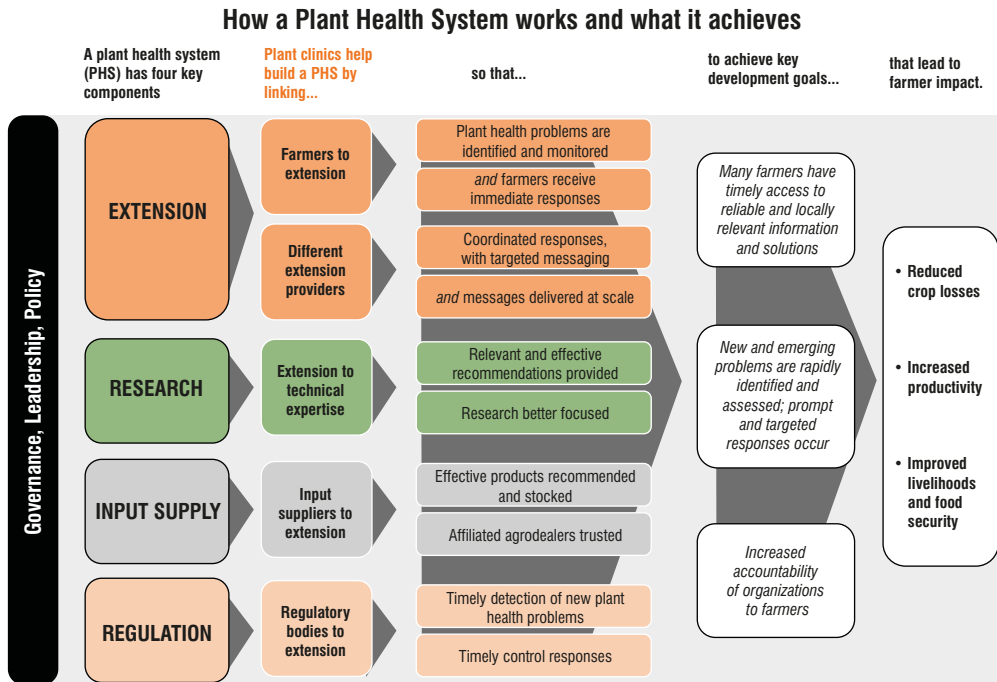 How a Plant Health System works and what it achieves
A plant health system
(PHS) has four key
components
Plant clinics help
build a PHS by
linking...
so that...
to achieve key
development goals...
that lead to
farmer impact.
Governance, Leadership, Policy
EXTENSION
Farmers to
extension
Plant health problems are
identified and monitored
and farmers receive
immediate responses
Different
extension
providers
Coordinated responses,
with targeted messaging
and messages delivered at scale
RESEARCH
Extension to
technical
expertise
Relevant and effective
recommendations provided
Research better focused
INPUT SUPPLY
Input
suppliers to
extension
Effective products recommended
and stocked
Affiliated agrodealers trusted
REGULATION
Regulatory
bodies to
extension
Timely detection of new plant
health problems
Timely control responses
Many farmers have
timely access to
reliable and locally
relevant information
and solutions
New and emerging
problems are rapidly
identified and
assessed; prompt
and targeted
responses occur
Increased
accountability
of organizations
to farmers
• Reduced
crop losses
• Increased
productivity
• Improved
livelihoods
and food
security